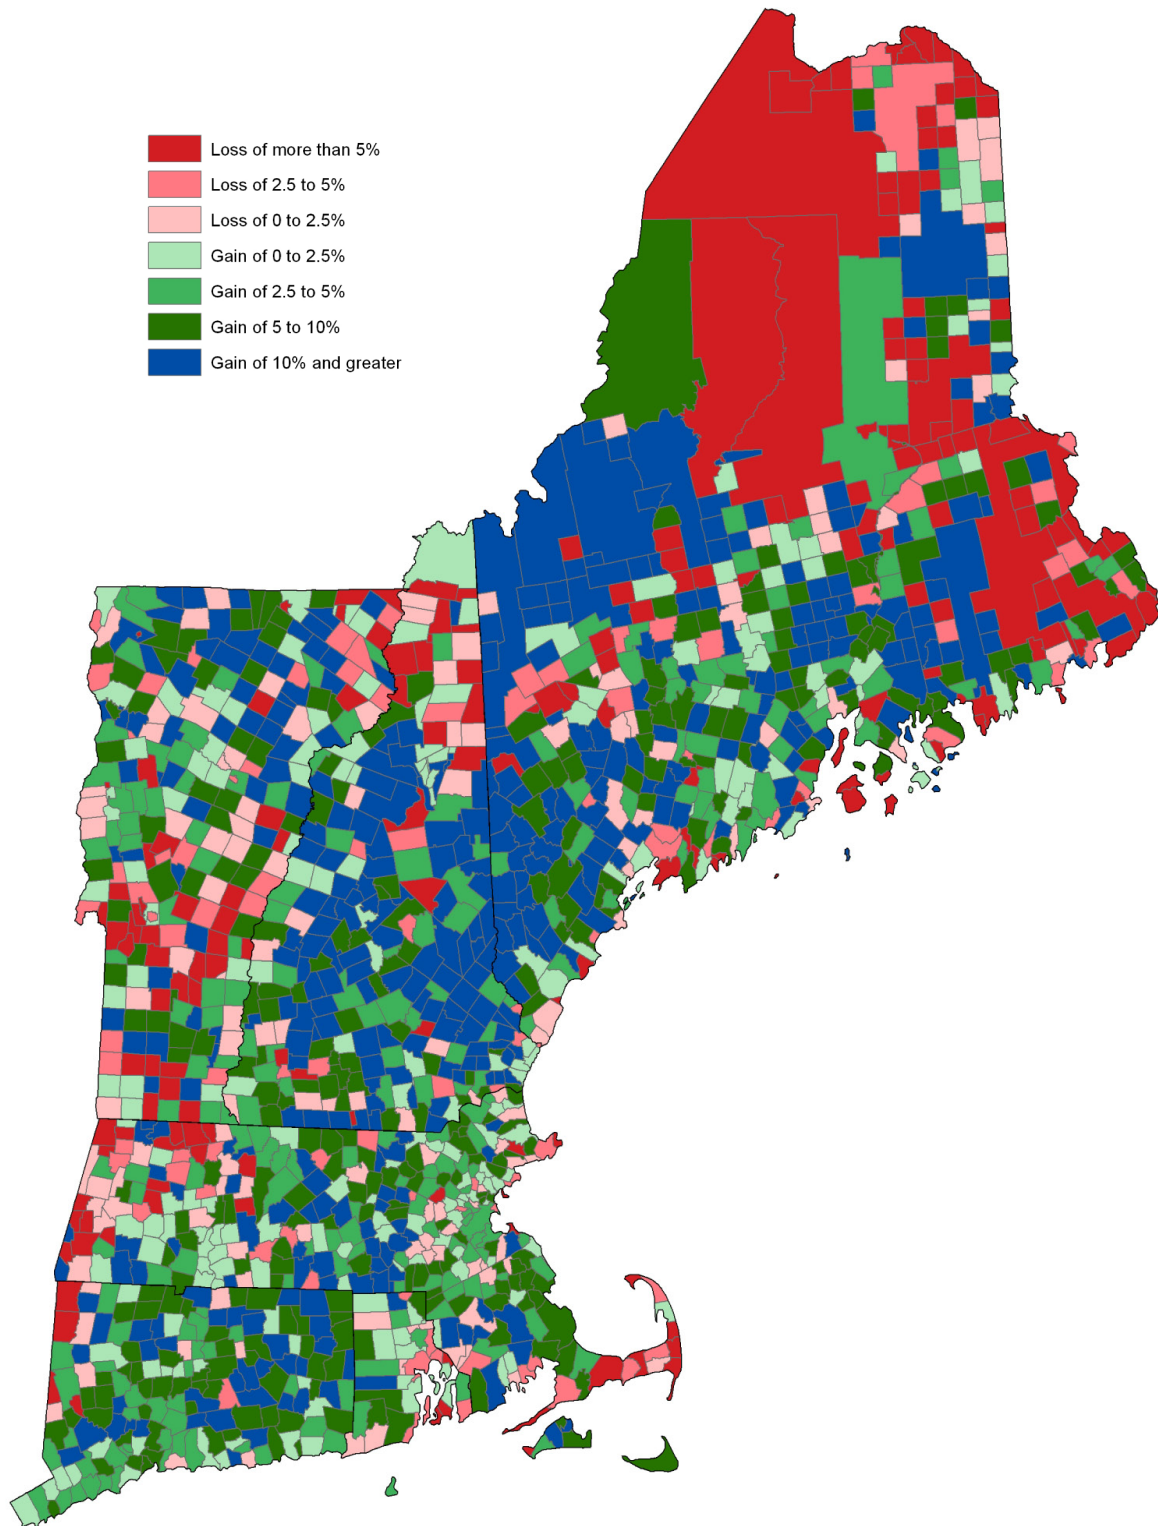 Loss of more than 5%
Loss of 2.5 to 5%
Loss of 0 to 2.5%
Gain of 0 to 2.5%
Gain of 2.5 to 5%
Gain of 5 to 10%
Gain of 10% and greater